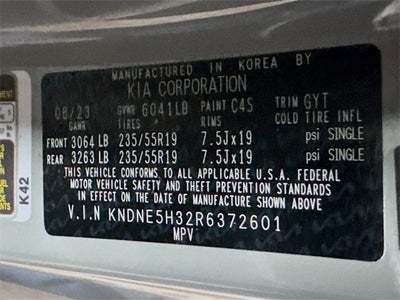 MANUFACTURED IN KOREA BY
KIA CORPORATION
08/23 GVWR 6041LB PAINT C4S TRIM GYT
GAWR TIRES COLD TIRE INFL
FRONT 3064 LB 235/55R19 7.5Jx19 psi SINGLE
REAR 3263 LB 235/55R19 7.5Jx19 psi SINGLE
THIS VEHICLE CONFORMS TO ALL APPLICABLE U.S.A. FEDERAL
MOTOR VEHICLE SAFETY AND THEFT PREVENTION STANDARDS
IN EFFECT ON THE DATE OF MANUFACTURE SHOWN ABOVE
V.I.N KNDNE5H32R6372601
MPV
K42